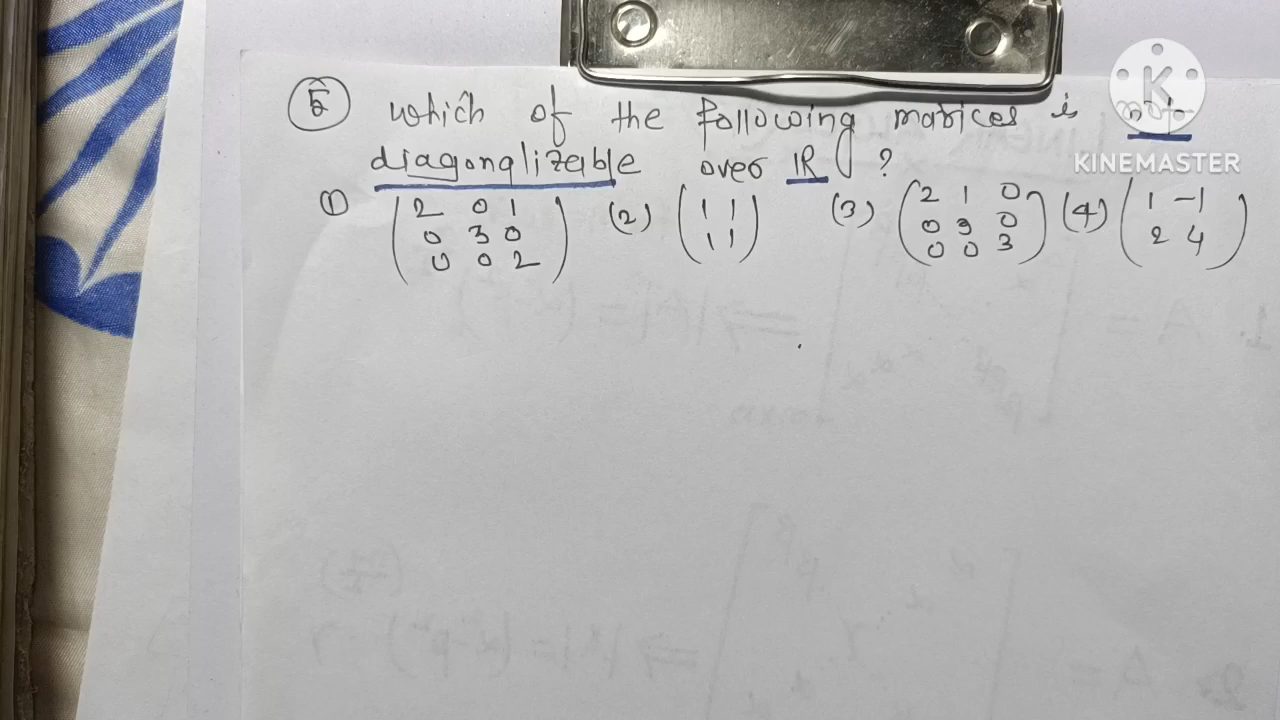 5 which of the following matices is not
KINEMASTER
diagonalizable over IR ?
① ( 2 0 1 (2) ( 1 1 ) (3) ( 2 1 0 (4) ( 1 -1
0 3 0 1 1 0 3 0 2 4 )
0 0 2 ) 0 0 3 )